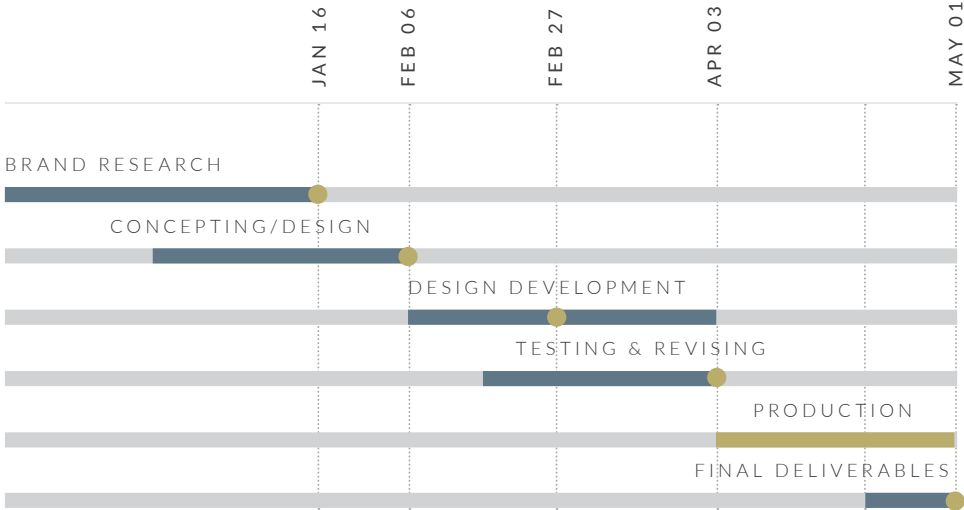 JAN 16
FEB 06
FEB 27
APR 03
MAY 01
BRAND RESEARCH
CONCEPTING/DESIGN
DESIGN DEVELOPMENT
TESTING & REVISING
PRODUCTION
FINAL DELIVERABLES